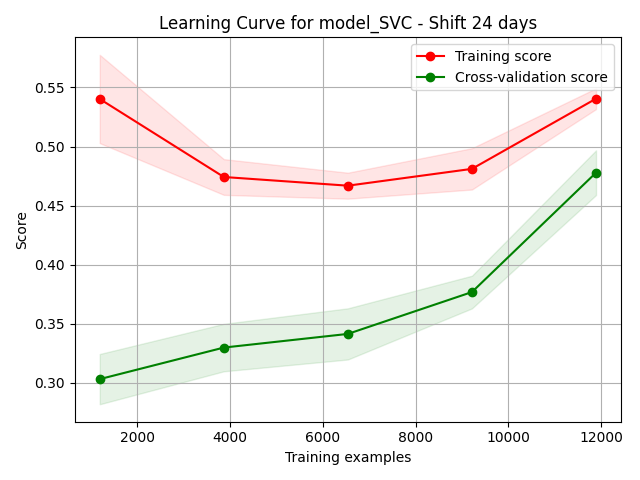 Learning Curve for model_SVC - Shift 24 days
Training score
Cross-validation score
Score
0.55
0.50
0.45
0.40
0.35
0.30
2000 4000 6000 8000 10000 12000
Training examples